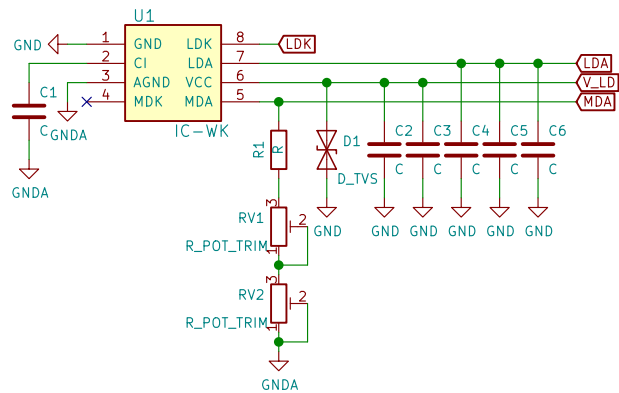 U1
GND 1 GND LDK 8 LDK
2 CI LDA 7 LDA
3 AGND VCC 6 V_LD
4 MDK MDA 5 MDA
IC-WK
C1
C
GNDA
GNDA
R1
R
D1
D_TVS
GND
C2
C
GND
C3
C
GND
C4
C
GND
C5
C
GND
C6
C
GND
3
RV1
2
R_POT_TRIM
1
3
RV2
2
R_POT_TRIM
1
GNDA